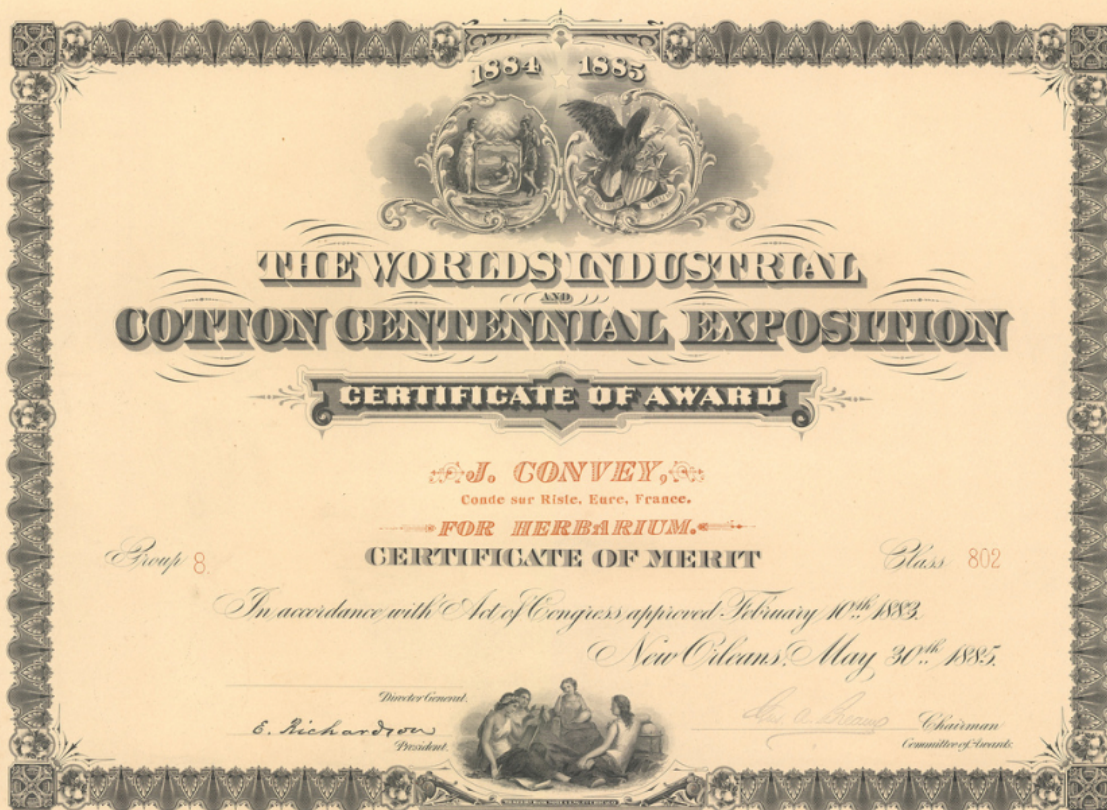 1884 1885
THE WORLDS INDUSTRIAL
AND
COTTON CENTENNIAL EXPOSITION
CERTIFICATE OF AWARD
J. CONVEY,
Conde sur Risle, Eure, France.
FOR HERBARIUM.
CERTIFICATE OF MERIT
Group 8. Class 802
In accordance with Act of Congress approved February 10th 1883.
New Orleans, May 30th 1885.
Director General.
E. Richardson
President.
Chairman
Committee of Awards.